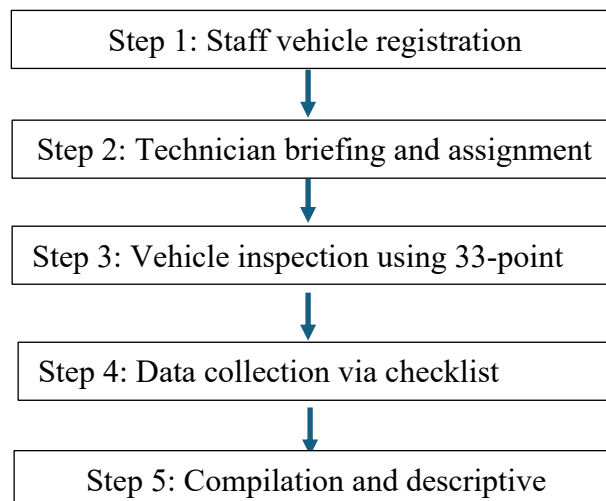 Step 1: Staff vehicle registration
Step 2: Technician briefing and assignment
Step 3: Vehicle inspection using 33-point
Step 4: Data collection via checklist
Step 5: Compilation and descriptive